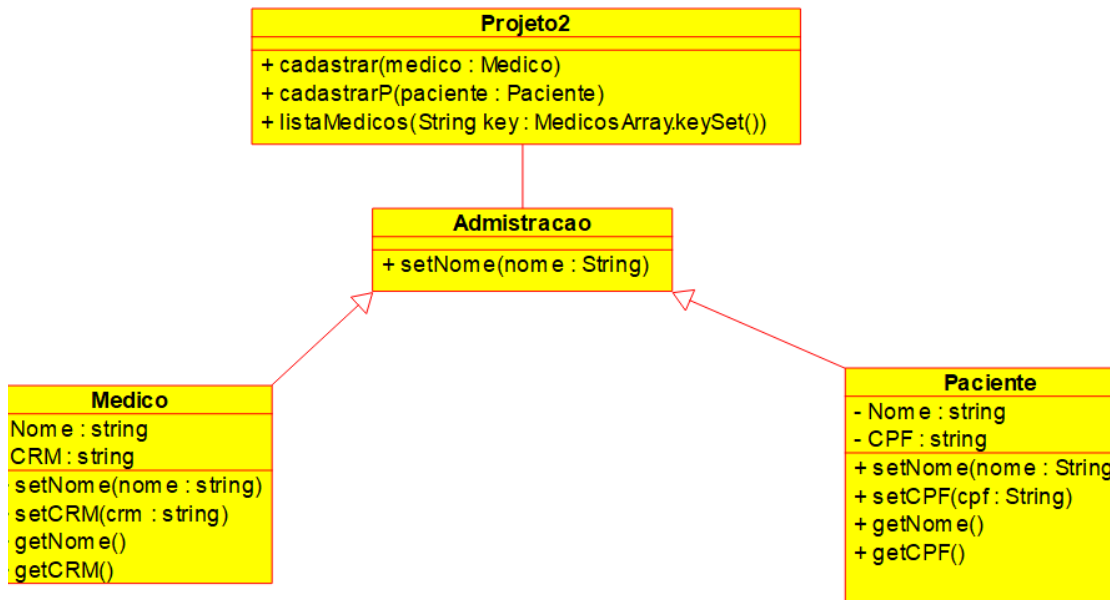 Projeto2
+ cadastrar(medico : Medico)
+ cadastrarP(paciente : Paciente)
+ listaMedicos(String key : MedicosArray.keySet())
Admistracao
+ setNome(nome : String)
Medico
Nome : string
CRM : string
setNome(nome : string)
setCRM(crm : string)
getNome()
getCRM()
Paciente
- Nome : string
- CPF : string
+ setNome(nome : String
+ setCPF(cpf : String)
+ getNome()
+ getCPF()